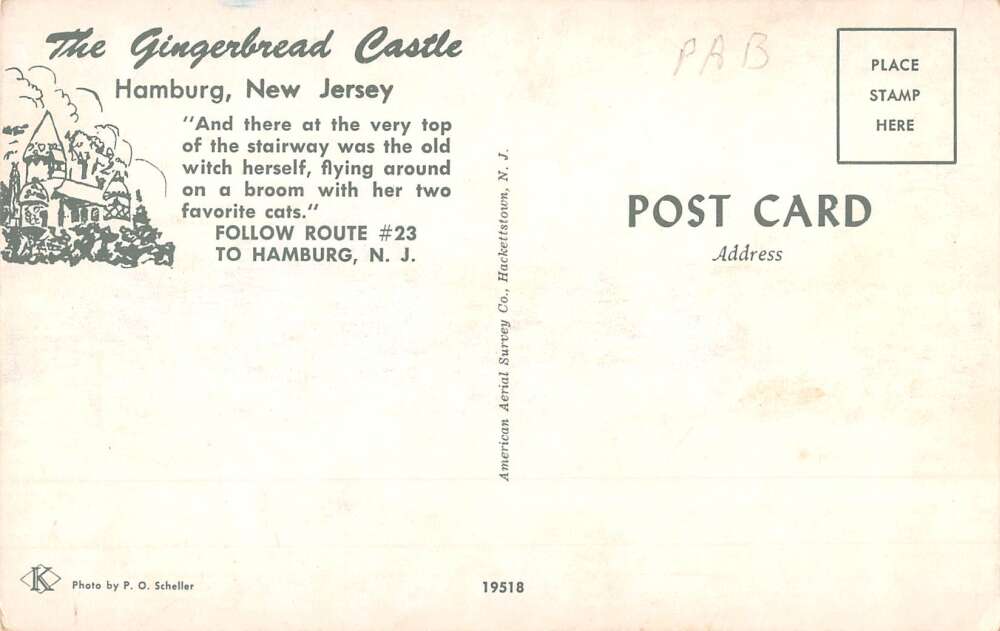 The Gingerbread Castle
Hamburg, New Jersey
"And there at the very top
of the stairway was the old
witch herself, flying around
on a broom with her two
favorite cats."
FOLLOW ROUTE #23
TO HAMBURG, N. J.
American Aerial Survey Co., Hackettstown, N. J.
PAB
PLACE
STAMP
HERE
POST CARD
Address
K
Photo by P. O. Scheller
19518